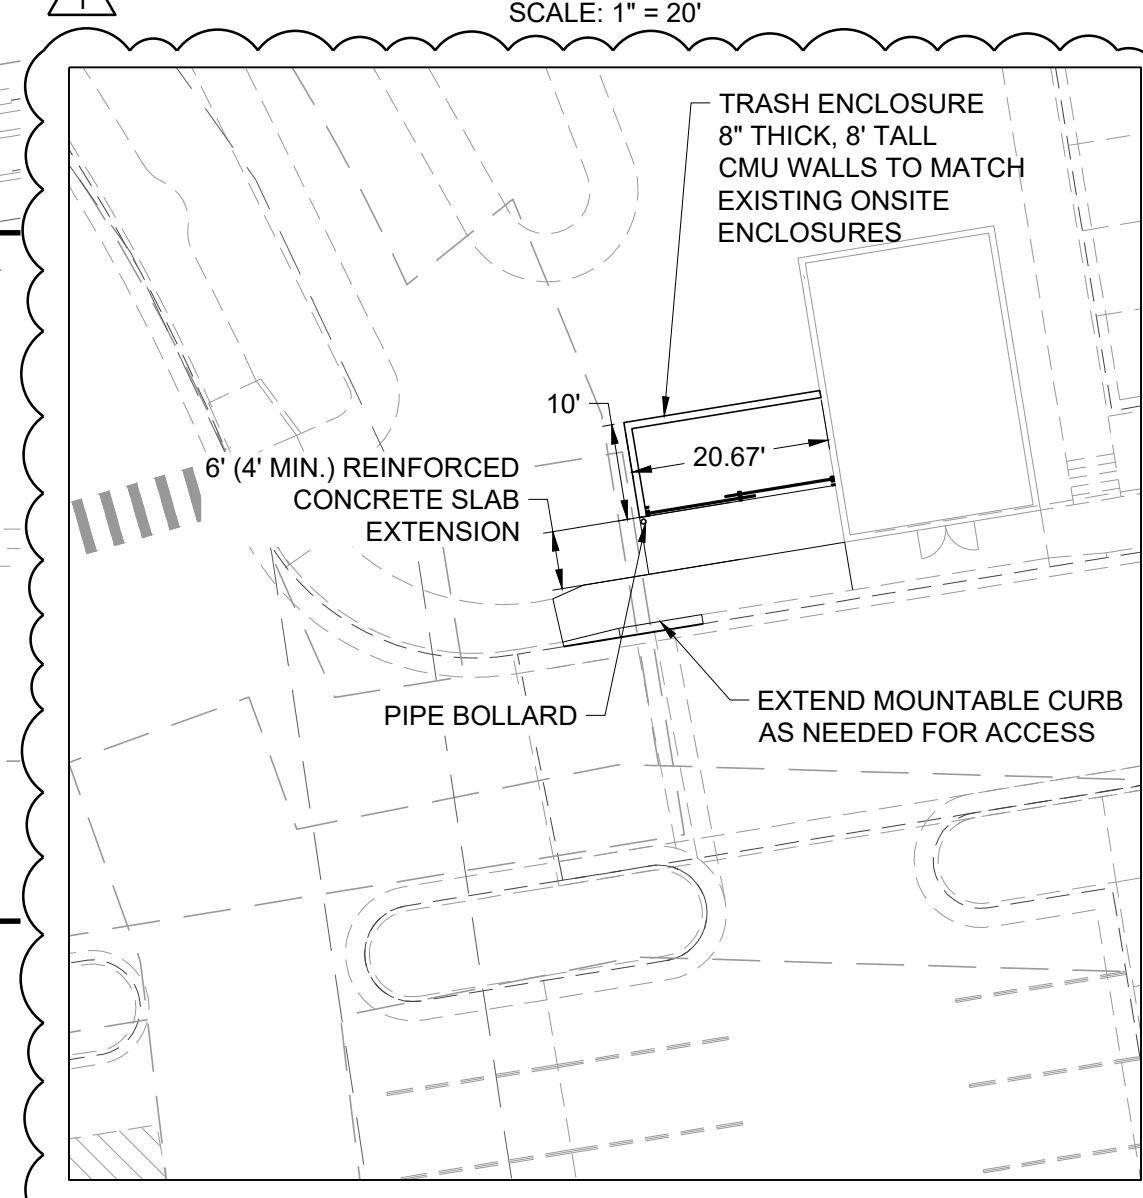 1
SCALE: 1" = 20'
TRASH ENCLOSURE
8" THICK, 8' TALL
CMU WALLS TO MATCH
EXISTING ONSITE
ENCLOSURES
10'
20.67'
6' (4' MIN.) REINFORCED
CONCRETE SLAB
EXTENSION
PIPE BOLLARD
EXTEND MOUNTABLE CURB
AS NEEDED FOR ACCESS